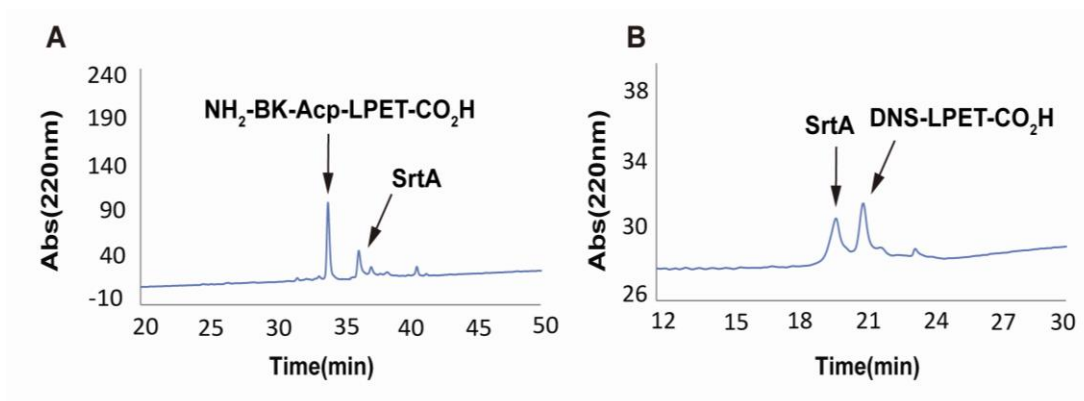 A
240
190
140
90
40
-10
Abs(220nm)
NH₂-BK-Acp-LPET-CO₂H
SrtA
20 25 30 35 40 45 50
Time(min)
B
38
34
30
26
Abs(220nm)
SrtA DNS-LPET-CO₂H
12 15 18 21 24 27 30
Time(min)